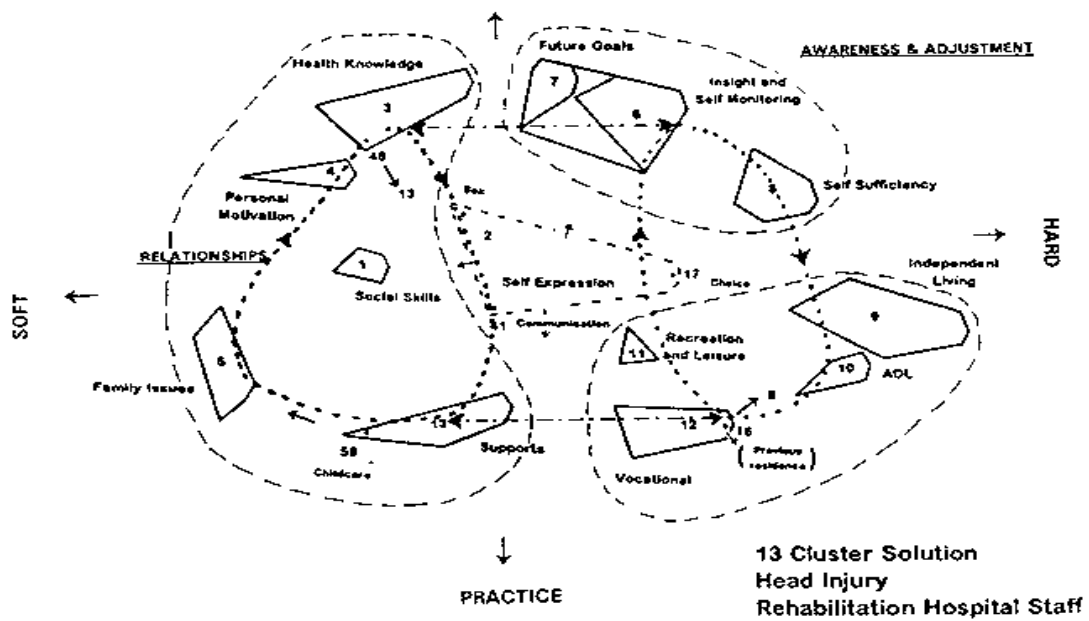 Future Goals
AWARENESS & ADJUSTMENT
Health Knowledge
7
Insight and
Self Monitoring
3
6
48
4
13
Self Sufficiency
Personal
Motivation
Sex
2
HARD
RELATIONSHIPS
1
Self Expression
17
Choice
Independent
Living
Social Skills
SOFT
Communisation
9
Recreation
and Leisure
11
10
ADL
Family Issues
8
12
16
Supports
(Previous
residence)
58
Childcare
Vocational
13 Cluster Solution
Head Injury
Rehabilitation Hospital Staff
PRACTICE